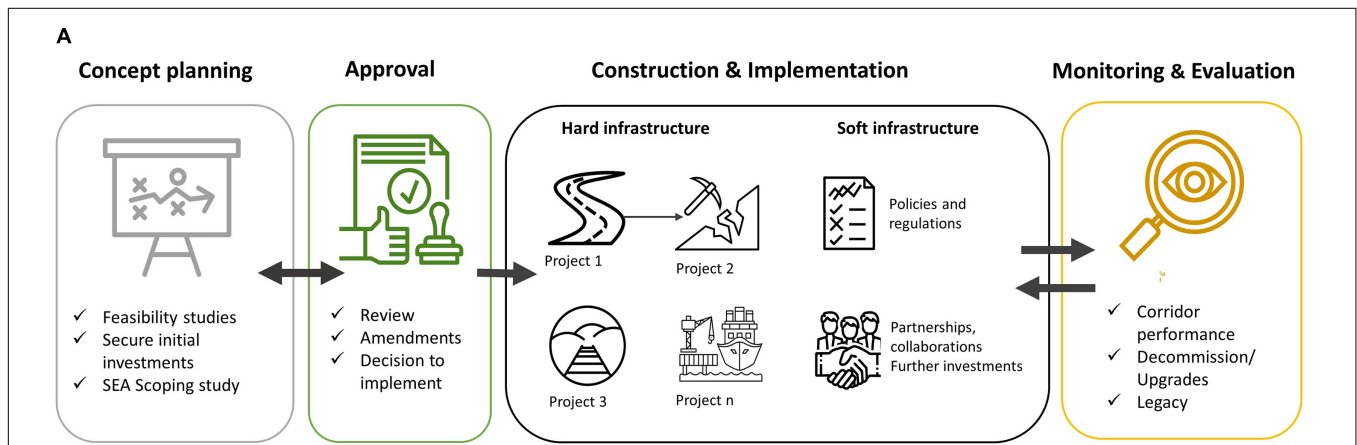 A
Concept planning
Approval
Construction & Implementation
Monitoring & Evaluation
✓ Feasibility studies
✓ Secure initial
investments
✓ SEA Scoping study
✓ Review
✓ Amendments
✓ Decision to
implement
Hard infrastructure
Project 1
Project 2
Project 3
Project n
Soft infrastructure
Policies and
regulations
Partnerships,
collaborations
Further investments
✓ Corridor
performance
✓ Decommission/
Upgrades
✓ Legacy